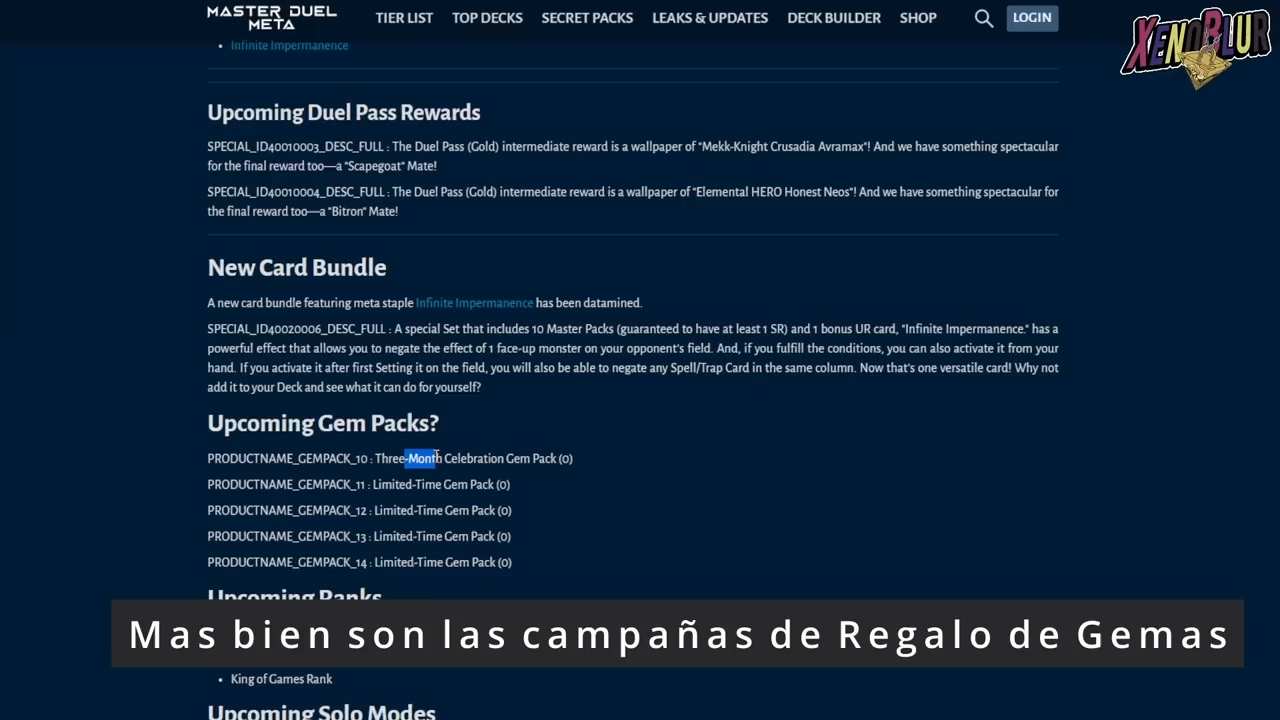 MASTER DUEL
META
TIER LIST TOP DECKS SECRET PACKS LEAKS & UPDATES DECK BUILDER SHOP LOGIN
XENOBLUR
Infinite Impermanence
Upcoming Duel Pass Rewards
SPECIAL_ID40010003_DESC_FULL : The Duel Pass (Gold) intermediate reward is a wallpaper of "Mekk-Knight Crusadia Avramax"! And we have something spectacular
for the final reward too—a "Scapegoat" Mate!
SPECIAL_ID40010004_DESC_FULL : The Duel Pass (Gold) intermediate reward is a wallpaper of "Elemental HERO Honest Neos"! And we have something spectacular for
the final reward too—a "Bitron" Mate!
New Card Bundle
A new card bundle featuring meta staple Infinite Impermanence has been datamined.
SPECIAL_ID40020006_DESC_FULL : A special Set that includes 10 Master Packs (guaranteed to have at least 1 SR) and 1 bonus UR card, "Infinite Impermanence." has a
powerful effect that allows you to negate the effect of 1 face-up monster on your opponent's field. And, if you fulfill the conditions, you can also activate it from your
hand. If you activate it after first Setting it on the field, you will also be able to negate any Spell/Trap Card in the same column. Now that's one versatile card! Why not
add it to your Deck and see what it can do for yourself?
Upcoming Gem Packs?
PRODUCTNAME_GEMPACK_10 : Three-Month Celebration Gem Pack (0)
PRODUCTNAME_GEMPACK_11 : Limited-Time Gem Pack (0)
PRODUCTNAME_GEMPACK_12 : Limited-Time Gem Pack (0)
PRODUCTNAME_GEMPACK_13 : Limited-Time Gem Pack (0)
PRODUCTNAME_GEMPACK_14 : Limited-Time Gem Pack (0)
Upcoming Ranks
Mas bien son las campañas de Regalo de Gemas
King of Games Rank
Upcoming Solo Modes